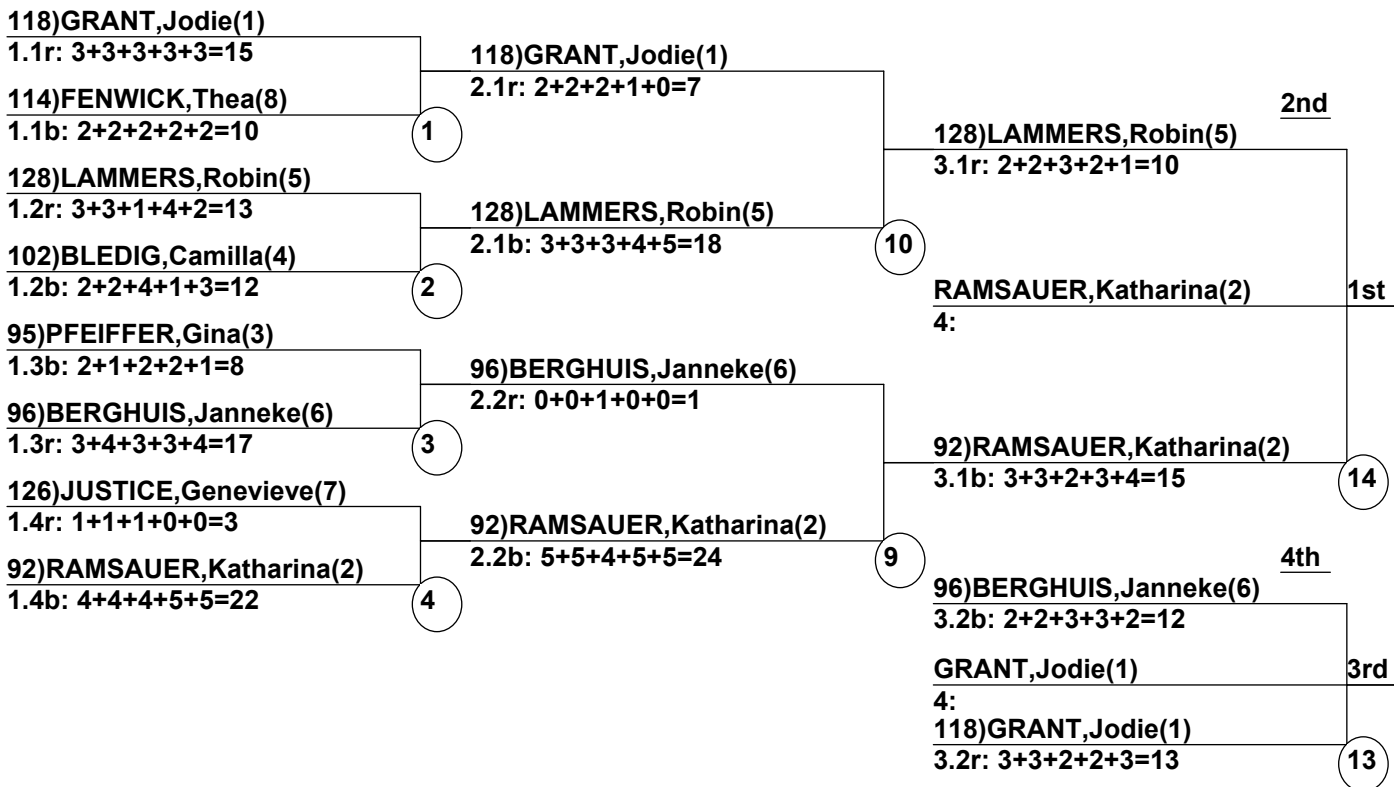 118)GRANT,Jodie(1)
1.1r: 3+3+3+3+3=15
114)FENWICK,Thea(8)
1.1b: 2+2+2+2+2=10
1
128)LAMMERS,Robin(5)
1.2r: 3+3+1+4+2=13
102)BLEDIG,Camilla(4)
1.2b: 2+2+4+1+3=12
2
95)PFEIFFER,Gina(3)
1.3b: 2+1+2+2+1=8
96)BERGHUIS,Janneke(6)
1.3r: 3+4+3+3+4=17
3
126)JUSTICE,Genevieve(7)
1.4r: 1+1+1+0+0=3
92)RAMSAUER,Katharina(2)
1.4b: 4+4+4+5+5=22
4
118)GRANT,Jodie(1)
2.1r: 2+2+2+1+0=7
128)LAMMERS,Robin(5)
2.1b: 3+3+3+4+5=18
10
96)BERGHUIS,Janneke(6)
2.2r: 0+0+1+0+0=1
92)RAMSAUER,Katharina(2)
2.2b: 5+5+4+5+5=24
9
2nd
128)LAMMERS,Robin(5)
3.1r: 2+2+3+2+1=10
RAMSAUER,Katharina(2) 1st
4:
92)RAMSAUER,Katharina(2)
3.1b: 3+3+2+3+4=15
14
4th
96)BERGHUIS,Janneke(6)
3.2b: 2+2+3+3+2=12
GRANT,Jodie(1) 3rd
4:
118)GRANT,Jodie(1)
3.2r: 3+3+2+2+3=13
13